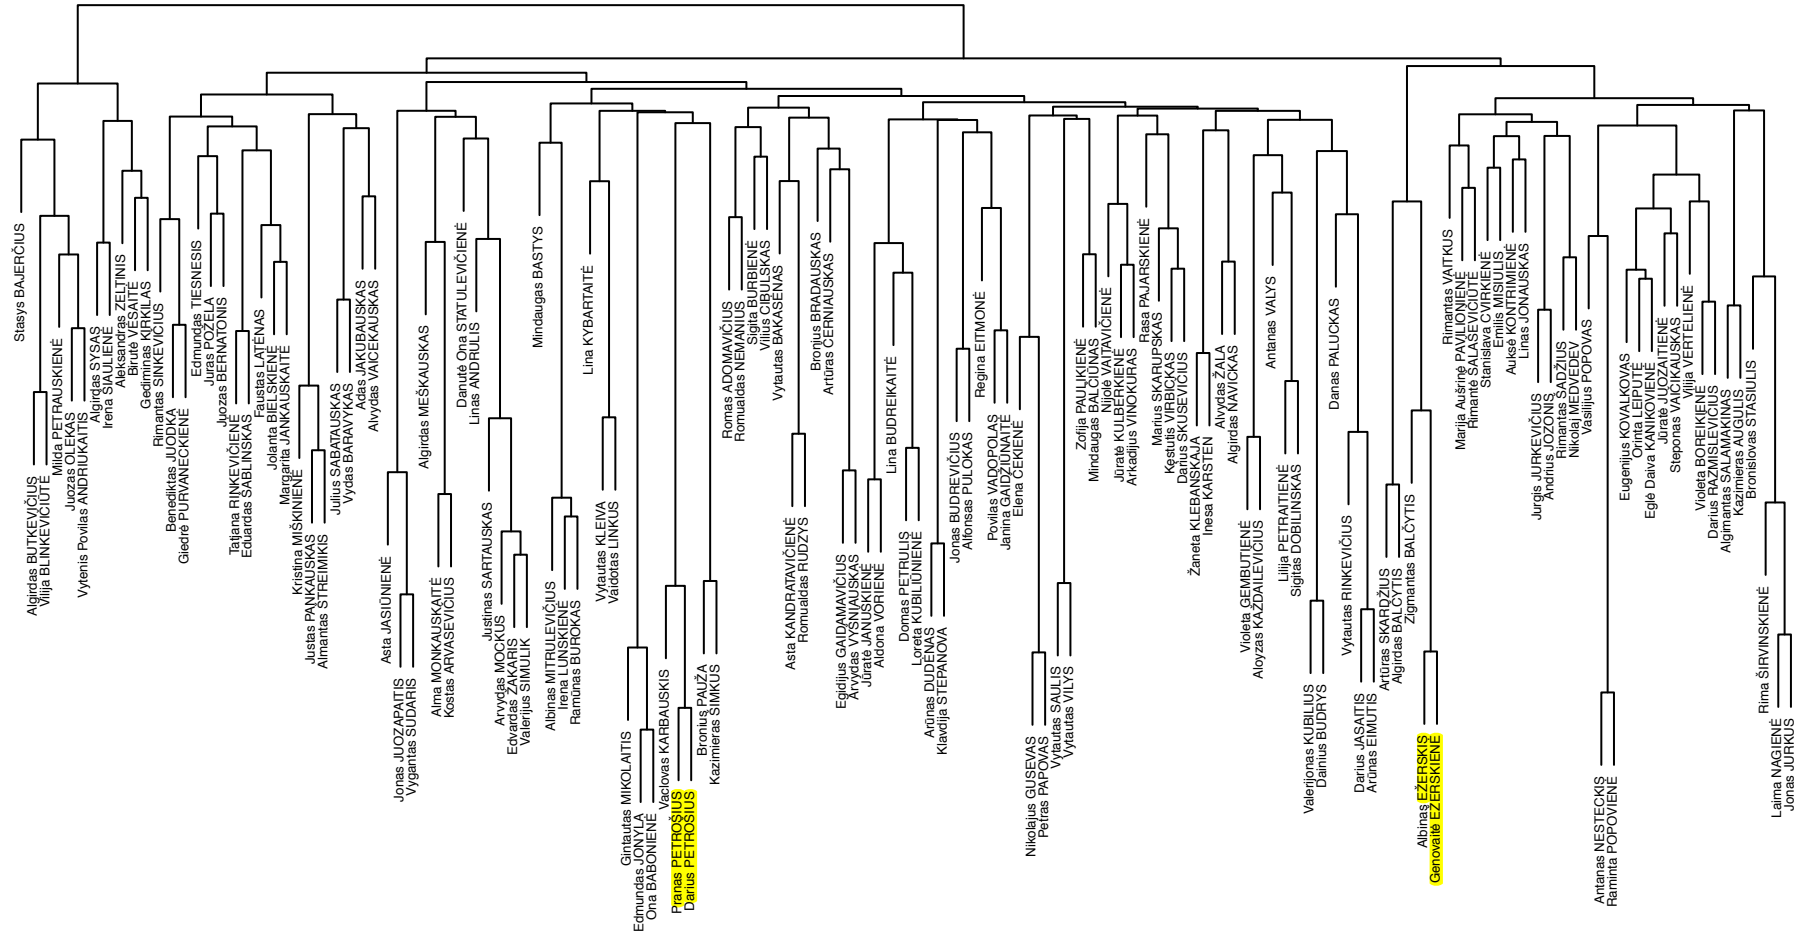 Stasys BAJERČIUS
Algirdas BUTKEVIČIUS
Vilija BLINKEVIČIŪTĖ
Milda PETRAUSKIENĖ
Juozas OLEKAS
Vytenis Povilas ANDRIUKAITIS
Algirdas SYSAS
Irena ŠIAULIENĖ
Aleksandras ZELTINIS
Birutė VĖSAITĖ
Gediminas KIRKILAS
Rimantas SINKEVIČIUS
Benediktas JUODKA
Giedrė PURVANECKIENĖ
Edmundas TIESNESIS
Juras POŽELA
Juozas BERNATONIS
Tatjana RINKEVIČIENĖ
Eduardas ŠABLINSKAS
Faustas LATĖNAS
Jolanta BIELSKIENĖ
Margarita JANKAUSKAITĖ
Kristina MIŠKINIENĖ
Justas PANKAUSKAS
Almantas STREIMIKIS
Julius SABATAUSKAS
Vydas BARAVYKAS
Adas JAKUBAUSKAS
Alvydas VAICEKAUSKAS
Asta JASIŪNIENĖ
Jonas JUOZAPAITIS
Vygantas SUDARIS
Algirdas MEŠKAUSKAS
Alma MONKAUSKAITĖ
Kostas ARVASEVIČIUS
Danutė Ona STATULEVIČIENĖ
Linas ANDRULIS
Justinas SARTAUSKAS
Arvydas MOCKUS
Edvardas ŽAKARIS
Valerijus SIMULIK
Mindaugas BASTYS
Albinas MITRULEVIČIUS
Irena LUNSKIENĖ
Ramūnas BUROKAS
Lina KYBARTAITĖ
Vytautas KLEIVA
Vaidotas LINKUS
Gintautas MIKOLAITIS
Edmundas JONYLA
Ona BABONIENĖ
Vaclovas KARBAUSKIS
Pranas PETROŠIUS
Darius PETROŠIUS
Bronius PAUŽA
Kazimieras ŠIMKUS
Romas ADOMAVIČIUS
Romualdas NEMANIUS
Sigita BURBIENĖ
Vilius CIBULSKAS
Vytautas BAKASĖNAS
Asta KANDRATAVIČIENĖ
Romualdas RUDZYS
Bronius BRADAUSKAS
Artūras ČERNIAUSKAS
Egidijus GAIDAMAVIČIUS
Arvydas VYŠNIAUSKAS
Jūratė JANUŠKIENĖ
Aldona VORIENĖ
Lina BUDREIKAITĖ
Domas PETRULIS
Loreta KUBILIŪNIENĖ
Arūnas DUDĖNAS
Klavdija STEPANOVA
Jonas BUDREVIČIUS
Alfonsas PULOKAS
Regina EITMONĖ
Povilas VADOPOLAS
Janina GAIDŽIŪNAITĖ
Elena ČEKIENĖ
Nikolajus GUSEVAS
Petras PAPOVAS
Vytautas SAULIS
Vytautas VILYS
Zofija PAULIKIENĖ
Mindaugas BALČIŪNAS
Nijolė VAITAVIČIENĖ
Jūratė KULBERKIENĖ
Arkadijus VINOKURAS
Rasa PAJARSKIENĖ
Marius SKARUPSKAS
Kęstutis VIRBICKAS
Darius SKUSEVIČIUS
Žaneta KLEBANSKAJA
Inesa KARSTEN
Alvydas ŽALA
Algirdas NAVICKAS
Violeta GEMBUTIENĖ
Aloyzas KAŽDAILEVIČIUS
Antanas VALYS
Lilija PETRAITIENĖ
Sigitas DOBILINSKAS
Valerijonas KUBILIUS
Dainius BUDRYS
Danas PALUCKAS
Vytautas RINKEVIČIUS
Darius JASAITIS
Arūnas EIMUTIS
Artūras SKARDŽIUS
Algirdas BALČYTIS
Zigmantas BALČYTIS
Albinas EŽERSKIS
Genovaitė EŽERSKIENĖ
Rimantas VAITKUS
Marija Aušrinė PAVILIONIENĖ
Rimantė ŠALAŠEVIČIŪTĖ
Stanislava CVIRKIENĖ
Emilis MISIULIS
Auksė KONTRIMIENĖ
Linas JONAUSKAS
Jurgis JURKEVIČIUS
Andrius JOZONIS
Rimantas SADŽIUS
Nikolaj MEDVEDEV
Vasilijus POPOVAS
Antanas NESTECKIS
Raminta POPOVIENĖ
Eugenijus KOVALKOVAS
Orinta LEIPUTĖ
Eglė Daiva KANIKOVIENĖ
Jūratė JUOZAITIENĖ
Steponas VAIČIKAUSKAS
Vilija VERTELIENĖ
Violeta BOREIKIENĖ
Darius RAZMISLEVIČIUS
Algimantas SALAMAKINAS
Kazimieras AUGULIS
Bronislovas STASIULIS
Rima ŠIRVINSKIENĖ
Laima NAGIENĖ
Jonas JURKUS